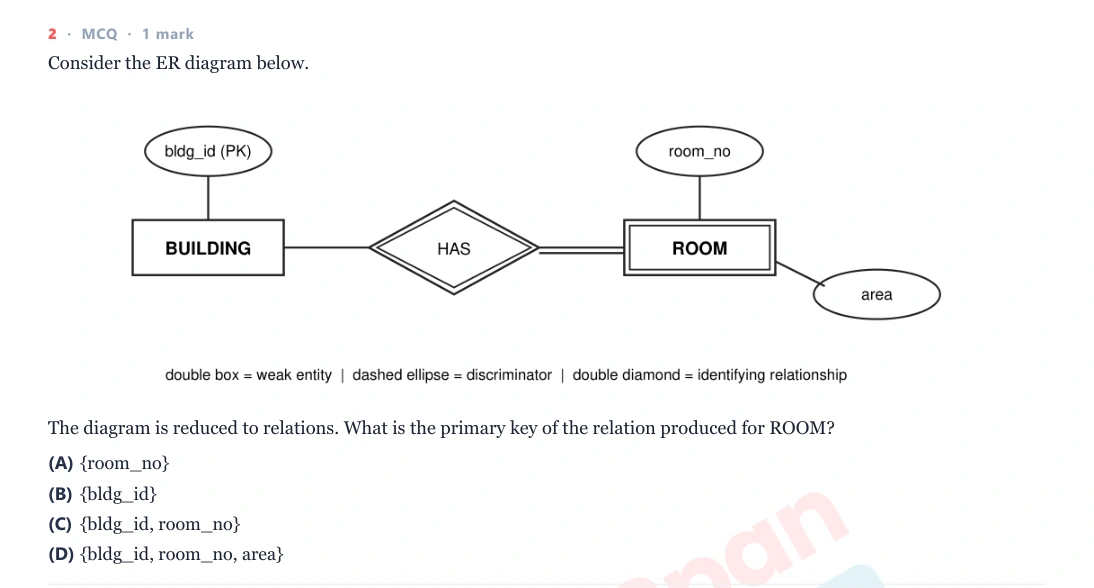 2 · MCQ · 1 mark
Consider the ER diagram below.
bldg_id (PK)
room_no
BUILDING
HAS
ROOM
area
double box = weak entity | dashed ellipse = discriminator | double diamond = identifying relationship
The diagram is reduced to relations. What is the primary key of the relation produced for ROOM?
(A) {room_no}
(B) {bldg_id}
(C) {bldg_id, room_no}
(D) {bldg_id, room_no, area}